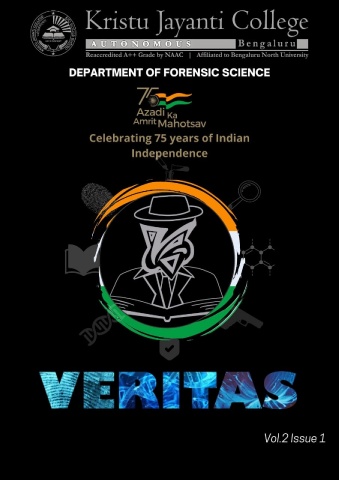 Kristu Jayanti College
AUTONOMOUS Bengaluru
Reaccredited A++ Grade by NAAC | Affiliated to Bengaluru North University
DEPARTMENT OF FORENSIC SCIENCE
75
Azadi Ka
Amrit Mahotsav
Celebrating 75 years of Indian
Independence
VERITAS
Vol.2 Issue 1